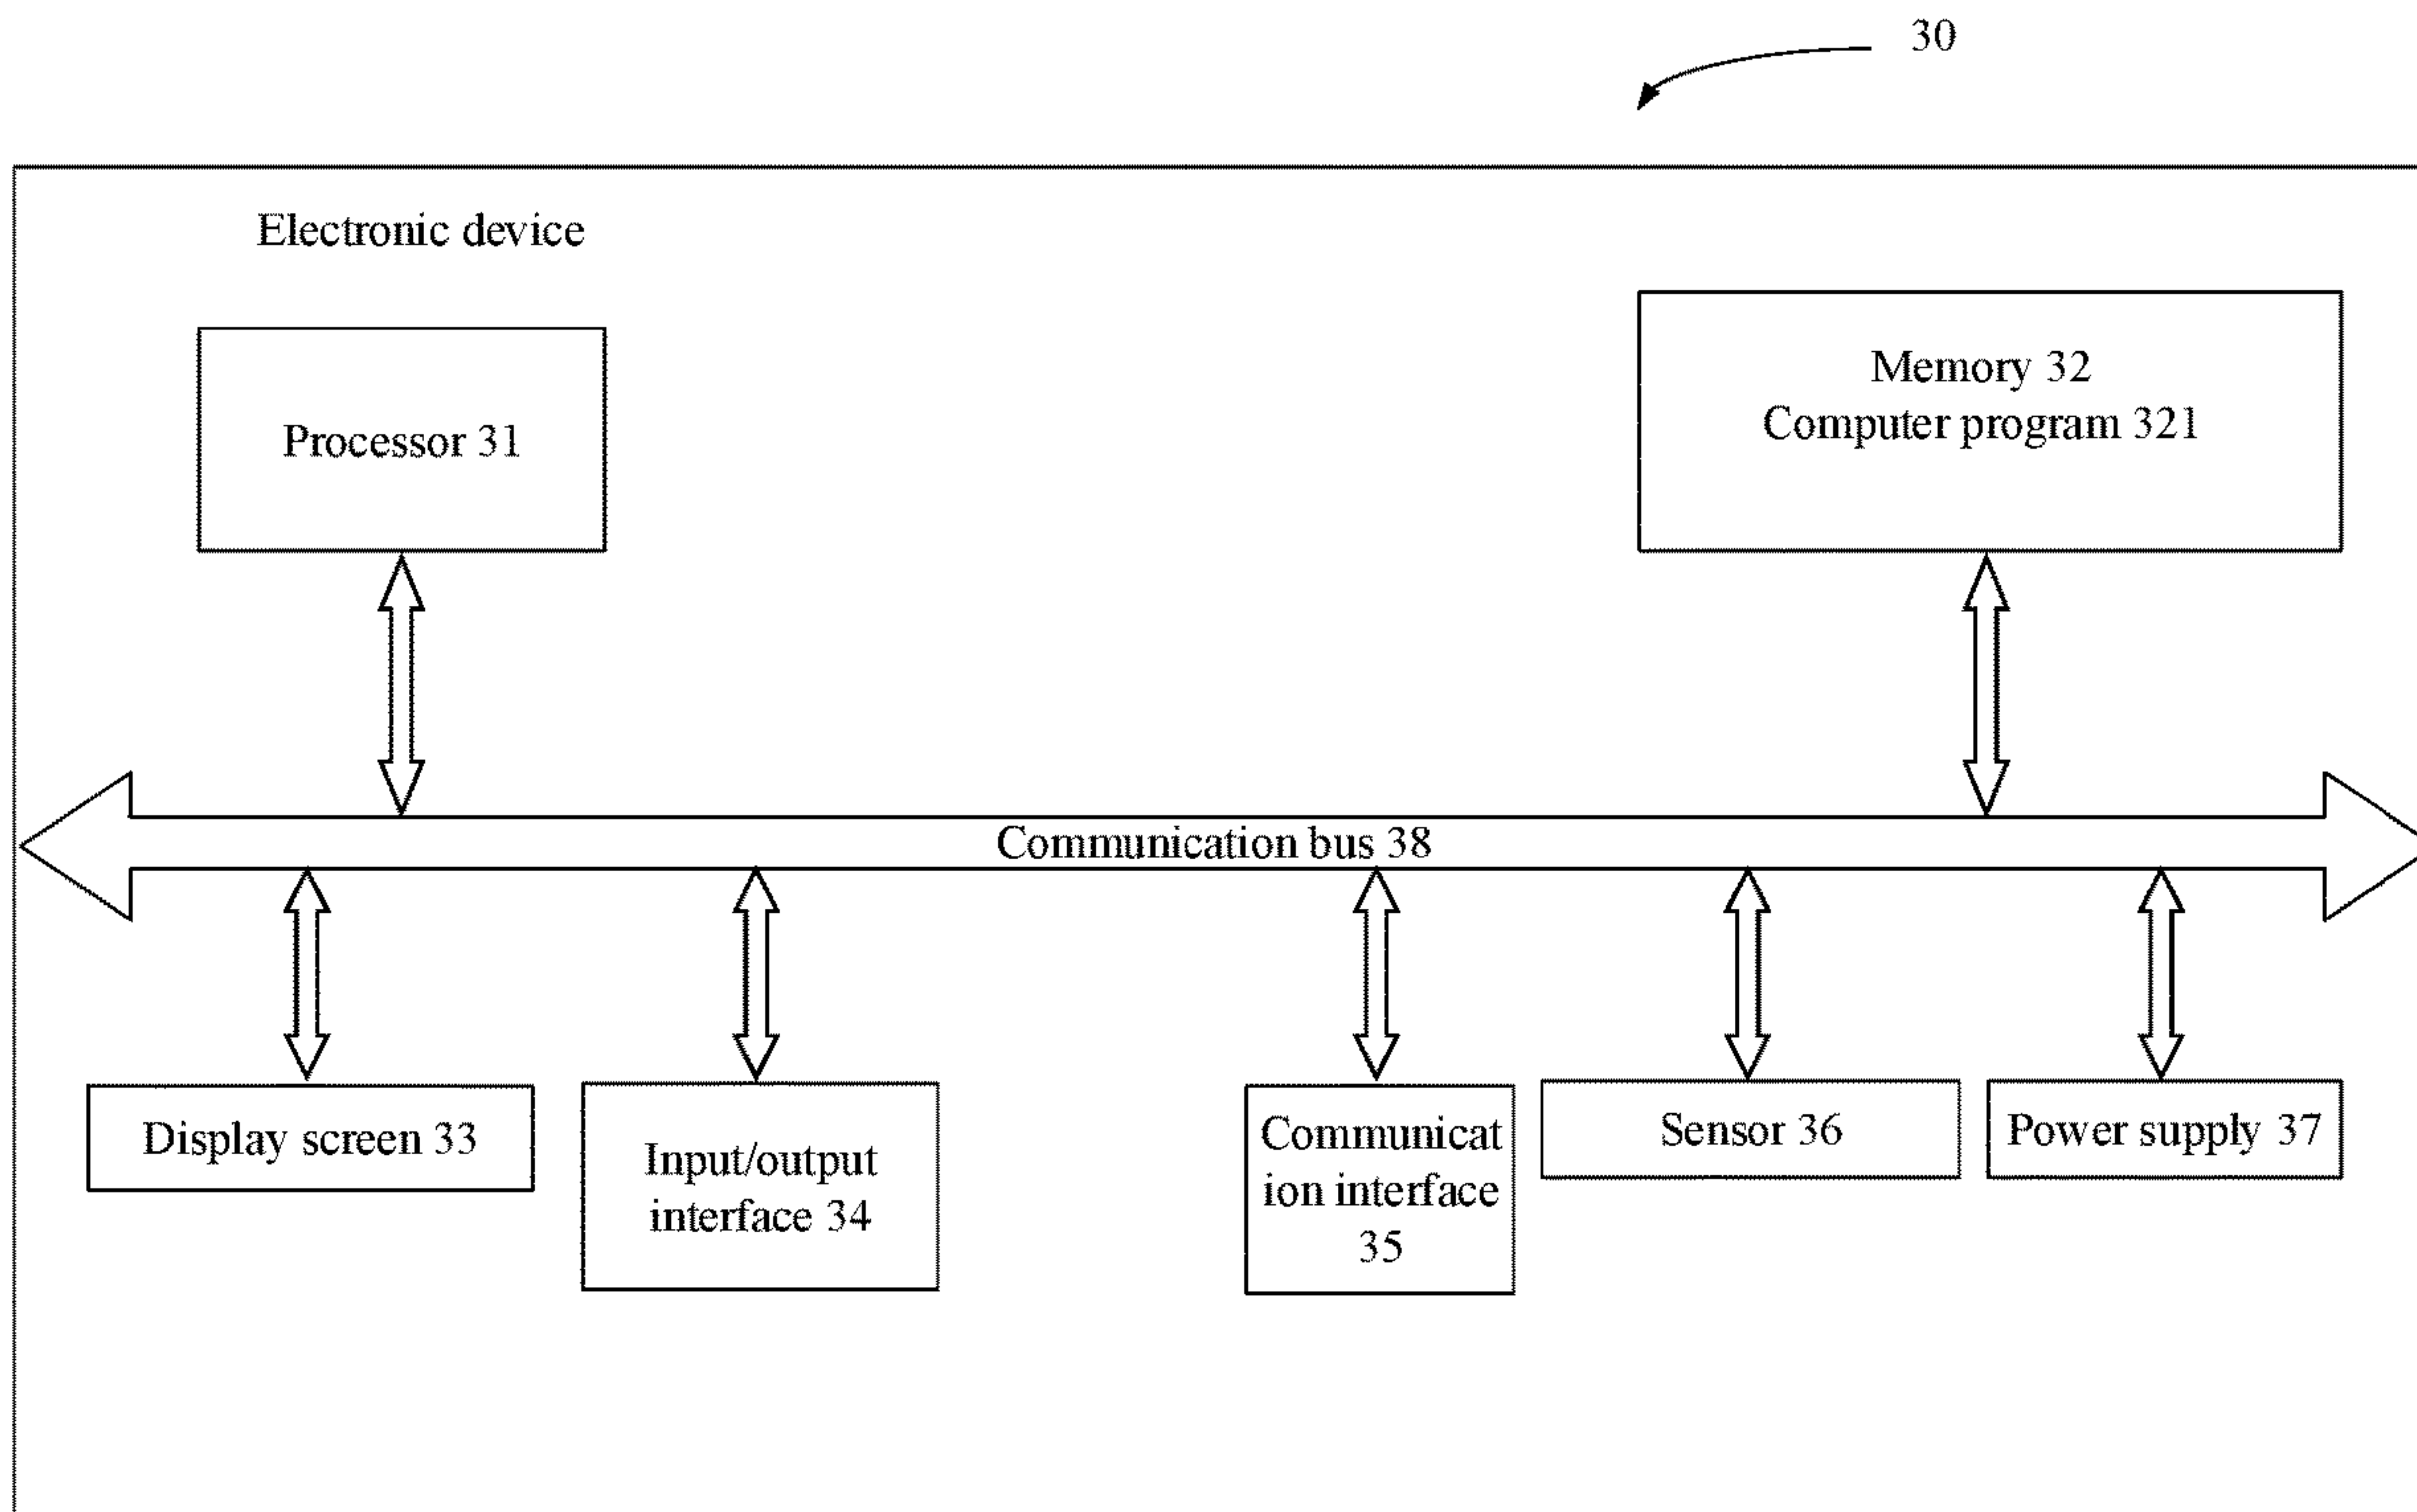 30
Electronic device
Processor 31
Memory 32
Computer program 321
Communication bus 38
Display screen 33
Input/output
interface 34
Communicat
ion interface
35
Sensor 36
Power supply 37